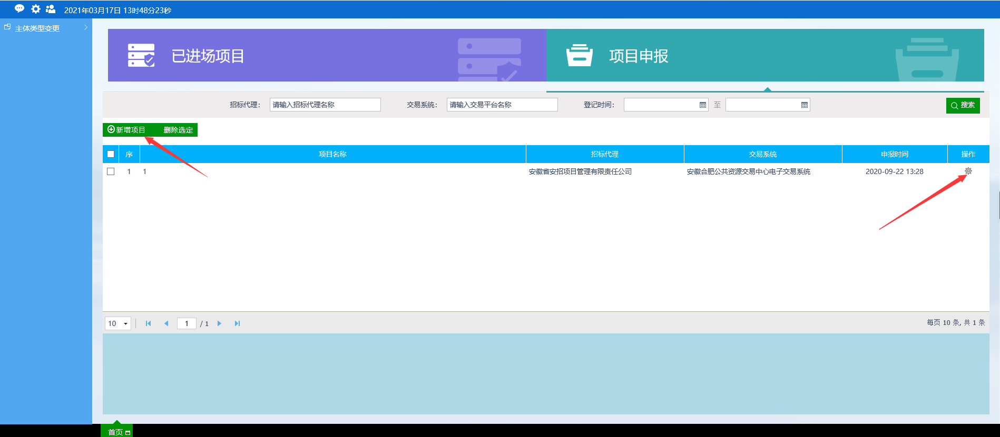 2021年03月17日 13时48分23秒
主体类型变更
已进场项目
项目申报
招标代理： 请输入招标代理名称 交易系统： 请输入交易平台名称 登记时间： 至 搜索
新增项目 删除选定
序 项目名称 招标代理 交易系统 申报时间 操作
1 1 安徽省安招项目管理有限责任公司 安徽合肥公共资源交易中心电子交易系统 2020-09-22 13:28
10 1 / 1 每页 10 条, 共 1 条
首页